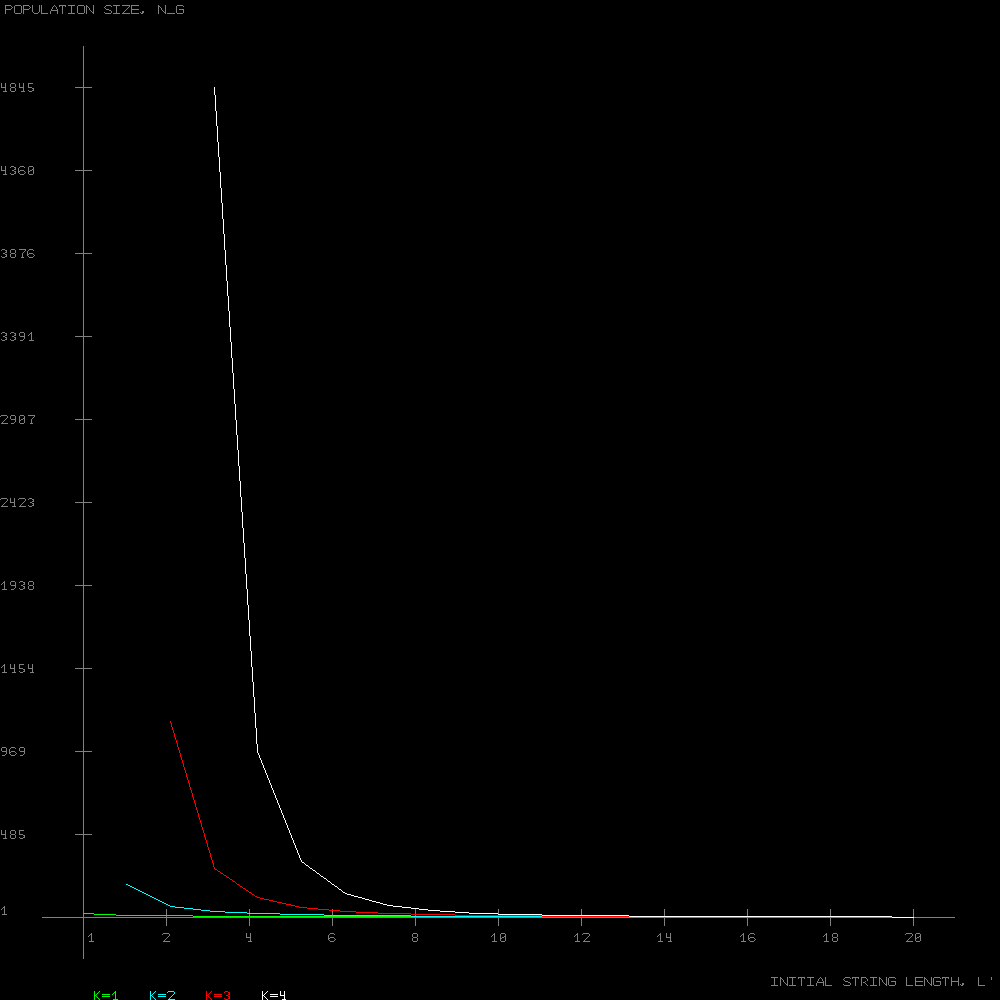 POPULATION SIZE, N_G
4845
4360
3876
3391
2907
2423
1938
1454
969
485
1
1 2 4 6 8 10 12 14 16 18 20
INITIAL STRING LENGTH, L'
K=1 K=2 K=3 K=4